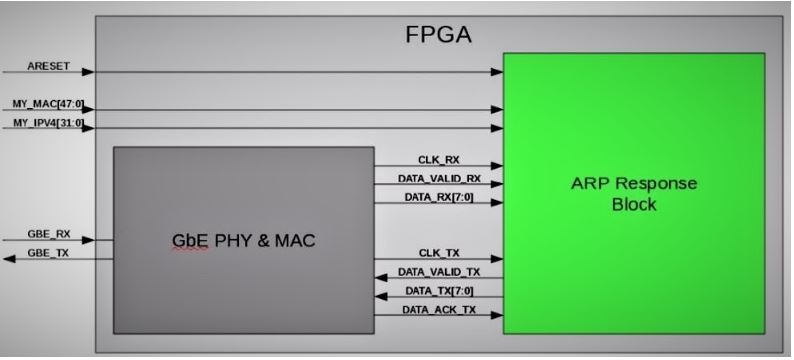 FPGA
ARESET
MY_MAC[47:0]
MY_IPV4[31:0]
CLK_RX
DATA_VALID_RX
DATA_RX[7:0]
ARP Response
Block
GBE_RX
GbE PHY & MAC
GBE_TX
CLK_TX
DATA_VALID_TX
DATA_TX[7:0]
DATA_ACK_TX